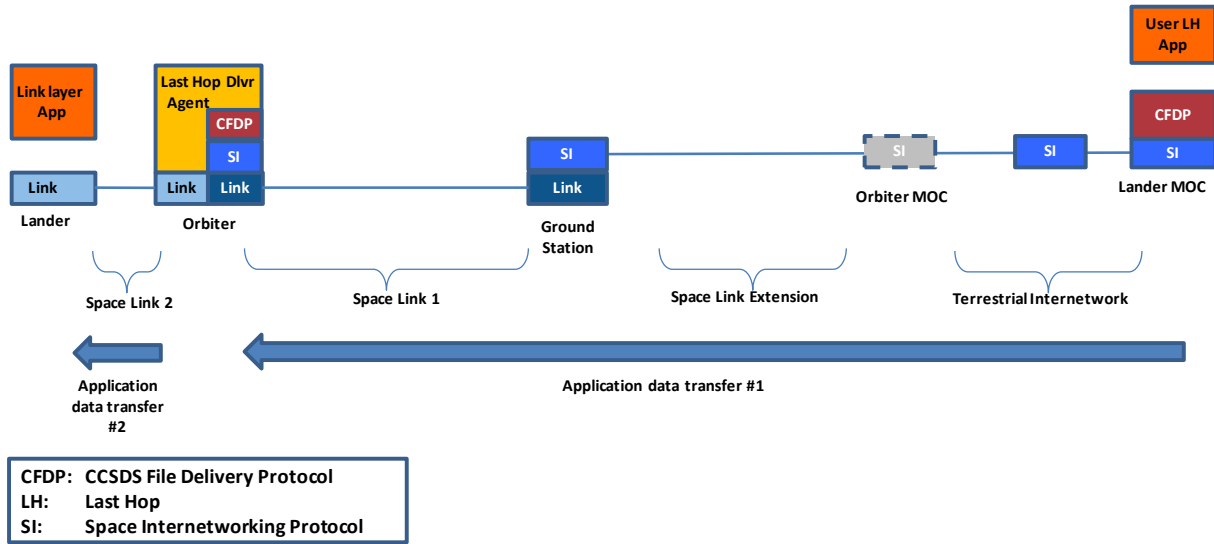 User LH
App
Link layer
App
Last Hop Dlvr
Agent
CFDP
CFDP
SI
SI
SI
SI
SI
Link
Link
Link
Link
Lander
Orbiter
Ground
Station
Orbiter MOC
Lander MOC
Space Link 2
Space Link 1
Space Link Extension
Terrestrial Internetwork
Application
data transfer
#2
Application data transfer #1
CFDP: CCSDS File Delivery Protocol
LH: Last Hop
SI: Space Internetworking Protocol